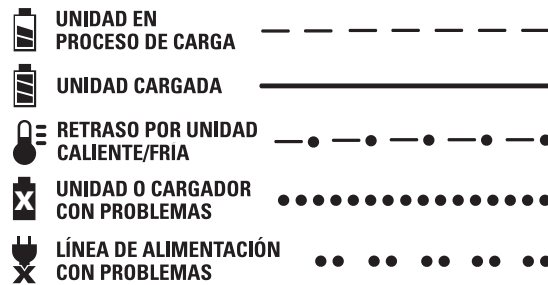 UNIDAD EN
PROCESO DE CARGA
UNIDAD CARGADA
RETRASO POR UNIDAD
CALIENTE/FRÍA
UNIDAD O CARGADOR
CON PROBLEMAS
LÍNEA DE ALIMENTACIÓN
CON PROBLEMAS